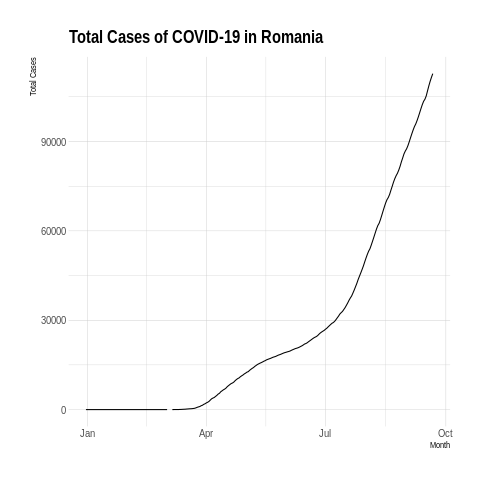 Total Cases of COVID-19 in Romania
Total Cases
90000
60000
30000
0
Jan Apr Jul Oct
Month